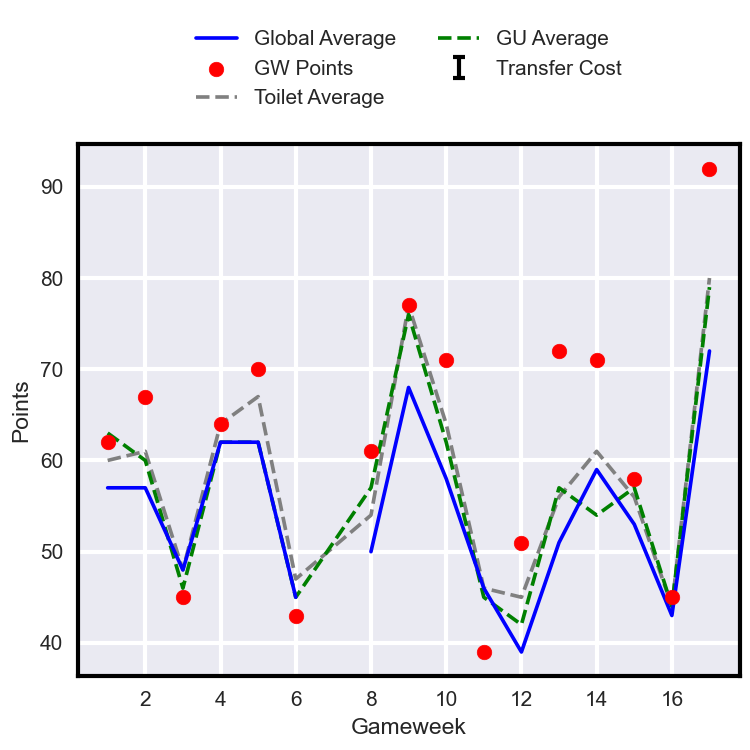 Global Average
GW Points
Toilet Average
GU Average
Transfer Cost
90
80
70
60
50
40
Points
2 4 6 8 10 12 14 16
Gameweek